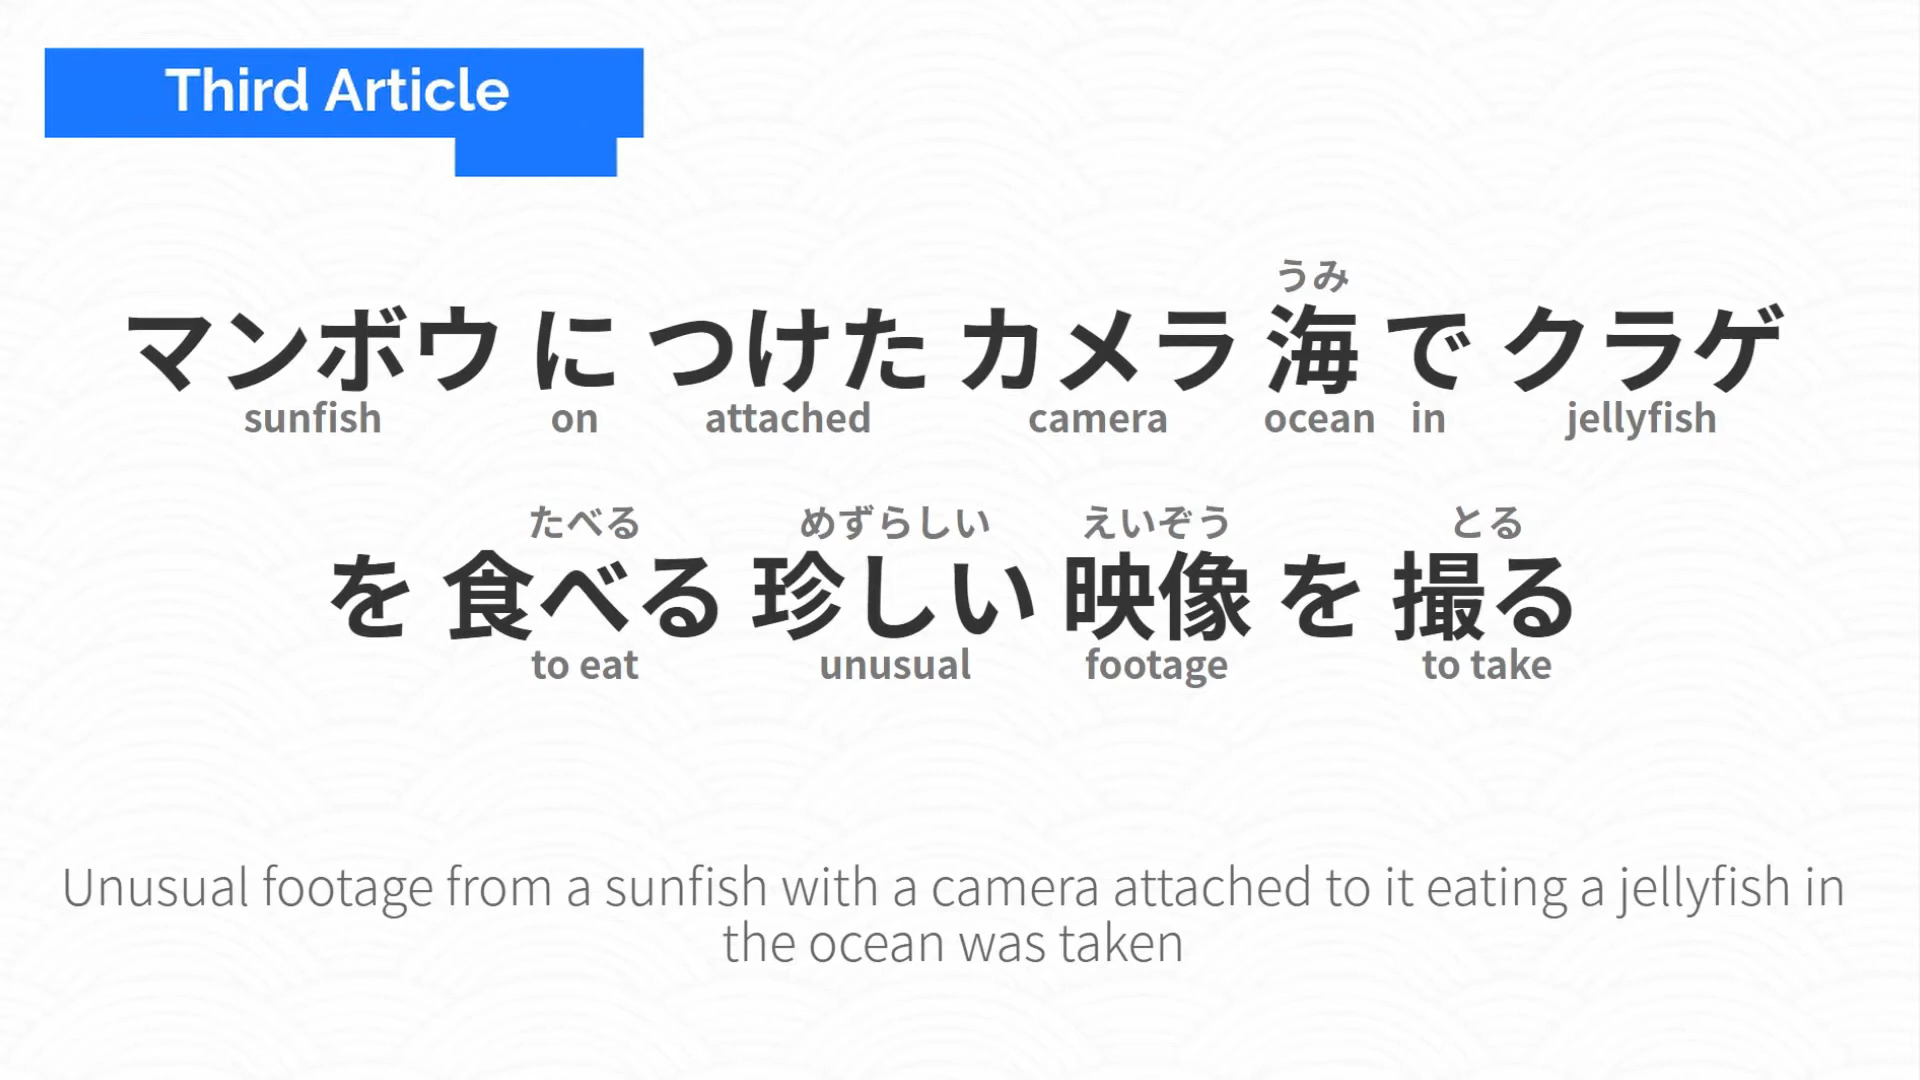 Third Article
うみ
マンボウ に つけた カメラ 海 で クラゲ
sunfish on attached camera ocean in jellyfish
たべる めずらしい えいぞう とる
を 食べる 珍しい 映像 を 撮る
to eat unusual footage to take
Unusual footage from a sunfish with a camera attached to it eating a jellyfish in
the ocean was taken